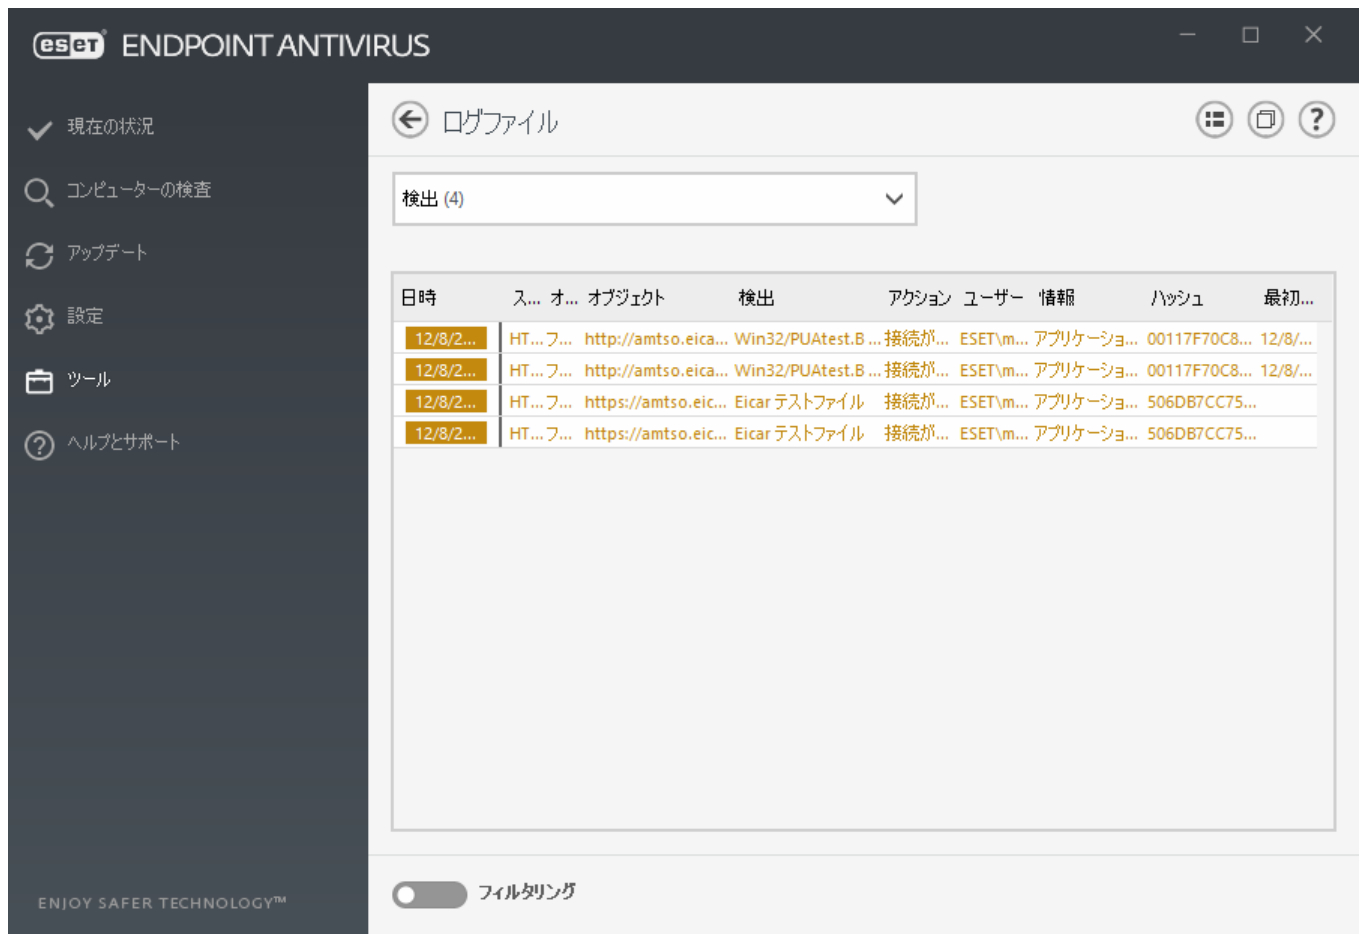 eset ENDPOINT ANTIVIRUS
現在の状況
コンピューターの検査
アップデート
設定
ツール
ヘルプとサポート
ENJOY SAFER TECHNOLOGY™
ログファイル
検出 (4)
日時 ス... オ... オブジェクト 検出 アクション ユーザー 情報 ハッシュ 最初...
12/8/2... HT... フ... http://amtso.eica... Win32/PUAtest.B ... 接続が... ESET\m... アプリケーショ... 00117F70C8... 12/8/...
12/8/2... HT... フ... http://amtso.eica... Win32/PUAtest.B ... 接続が... ESET\m... アプリケーショ... 00117F70C8... 12/8/...
12/8/2... HT... フ... https://amtso.eic... Eicar テストファイル 接続が... ESET\m... アプリケーショ... 506DB7CC75...
12/8/2... HT... フ... https://amtso.eic... Eicar テストファイル 接続が... ESET\m... アプリケーショ... 506DB7CC75...
フィルタリング